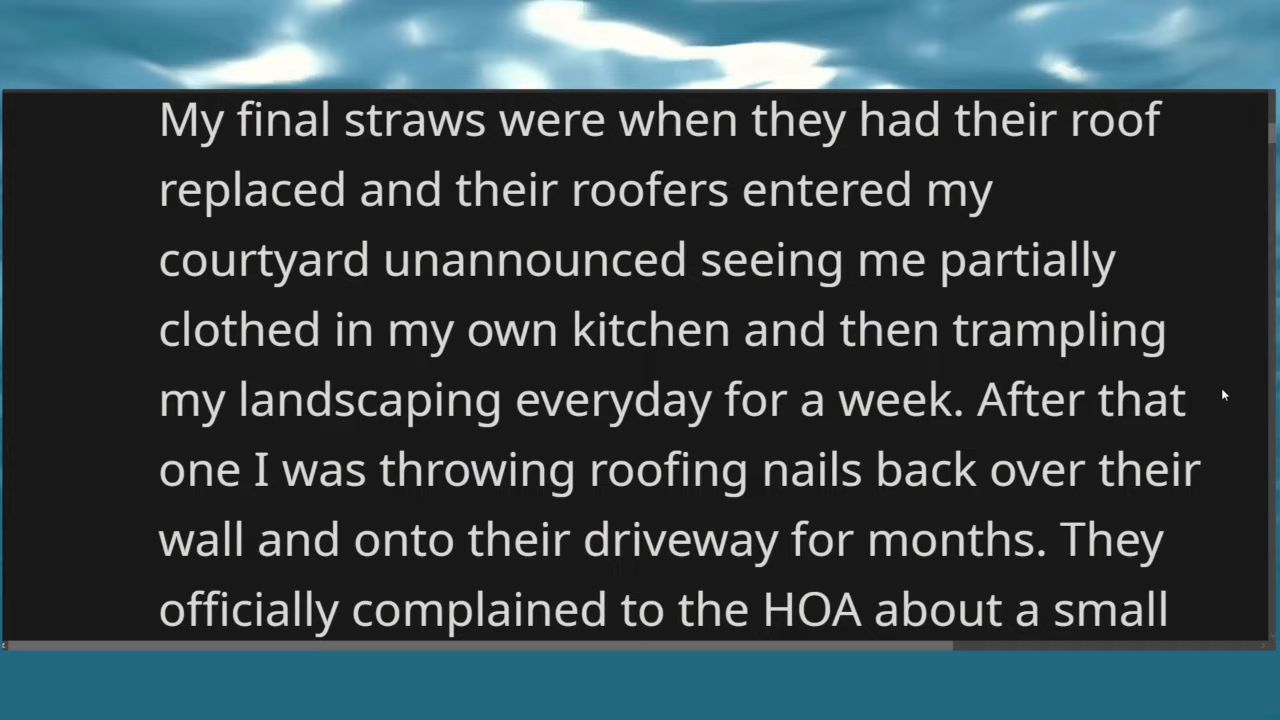 My final straws were when they had their roof
replaced and their roofers entered my
courtyard unannounced seeing me partially
clothed in my own kitchen and then trampling
my landscaping everyday for a week. After that
one I was throwing roofing nails back over their
wall and onto their driveway for months. They
officially complained to the HOA about a small